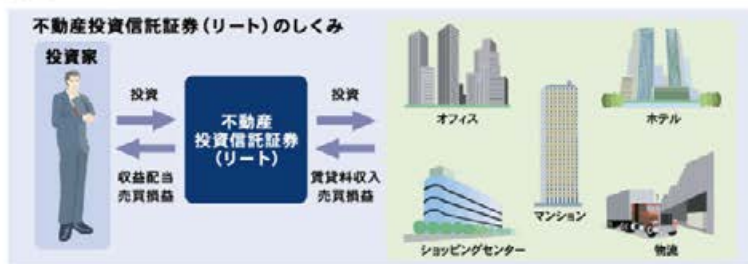 不動産投資信託証券(リート)のしくみ
投資家
投資
収益配当
売買損益
不動産
投資信託証券
(リート)
投資
賃貸料収入
売買損益
オフィス
ホテル
マンション
ショッピングセンター
物流